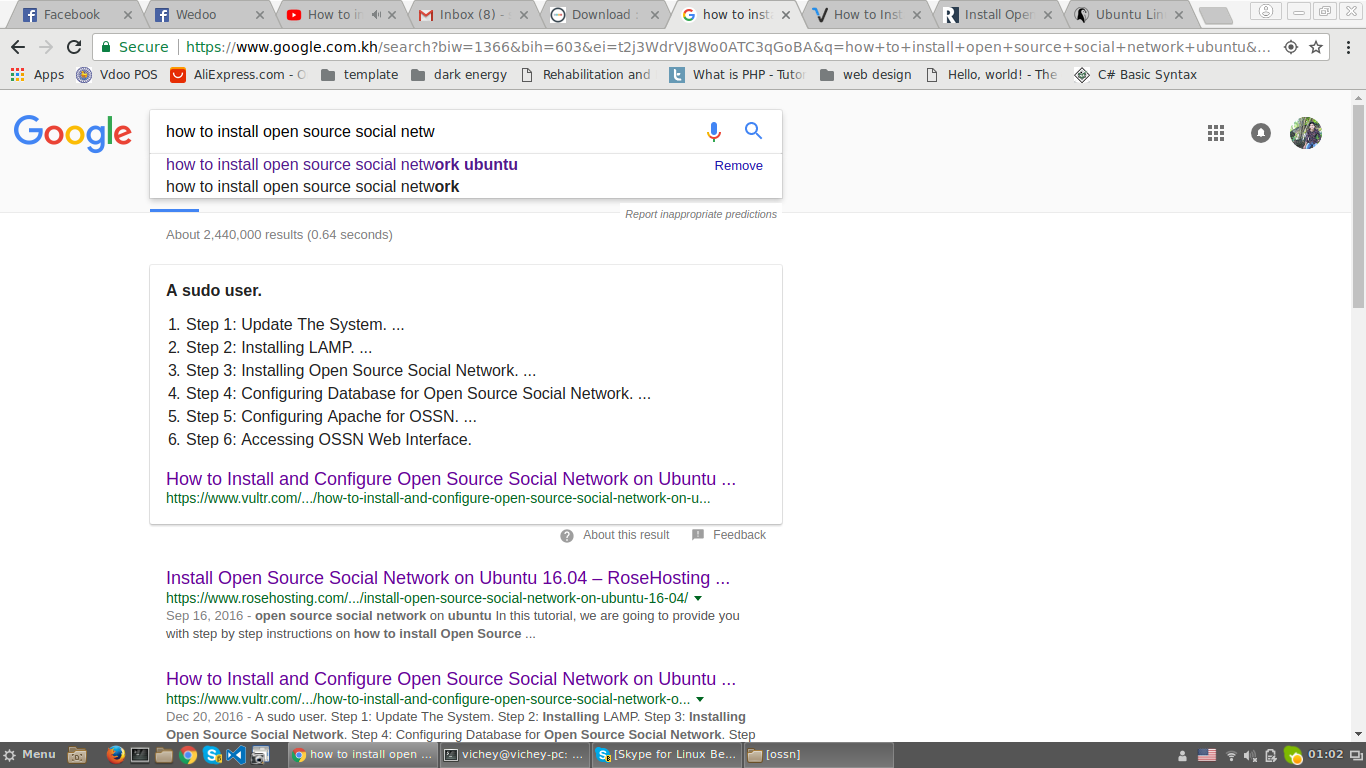 Facebook
Wedoo
How to in
Inbox (8) -
Download
how to insta
How to Inst
Install Open
Ubuntu Lin
Secure
https://www.google.com.kh/search?biw=1366&bih=603&ei=t2j3WdrVJ8Wo0ATC3qGoBA&q=how+to+install+open+source+social+network+ubuntu&...
Apps
Vdoo POS
AliExpress.com - O
template
dark energy
Rehabilitation and
What is PHP - Tutor
web design
Hello, world! - The
C# Basic Syntax
Google
how to install open source social netw
how to install open source social network ubuntu
Remove
how to install open source social network
Report inappropriate predictions
About 2,440,000 results (0.64 seconds)
A sudo user.
1. Step 1: Update The System. ...
2. Step 2: Installing LAMP. ...
3. Step 3: Installing Open Source Social Network. ...
4. Step 4: Configuring Database for Open Source Social Network. ...
5. Step 5: Configuring Apache for OSSN. ...
6. Step 6: Accessing OSSN Web Interface.
How to Install and Configure Open Source Social Network on Ubuntu ...
https://www.vultr.com/.../how-to-install-and-configure-open-source-social-network-on-u...
About this result
Feedback
Install Open Source Social Network on Ubuntu 16.04 – RoseHosting ...
https://www.rosehosting.com/.../install-open-source-social-network-on-ubuntu-16-04/
Sep 16, 2016 - open source social network on ubuntu In this tutorial, we are going to provide you
with step by step instructions on how to install Open Source ...
How to Install and Configure Open Source Social Network on Ubuntu ...
https://www.vultr.com/.../how-to-install-and-configure-open-source-social-network-o...
Dec 20, 2016 - A sudo user. Step 1: Update The System. Step 2: Installing LAMP. Step 3: Installing
Open Source Social Network. Step 4: Configuring Database for Open Source Social Network. Step
Menu
how to install open ...
vichey@vichey-pc: ...
[Skype for Linux Be...
[ossn]
01:02